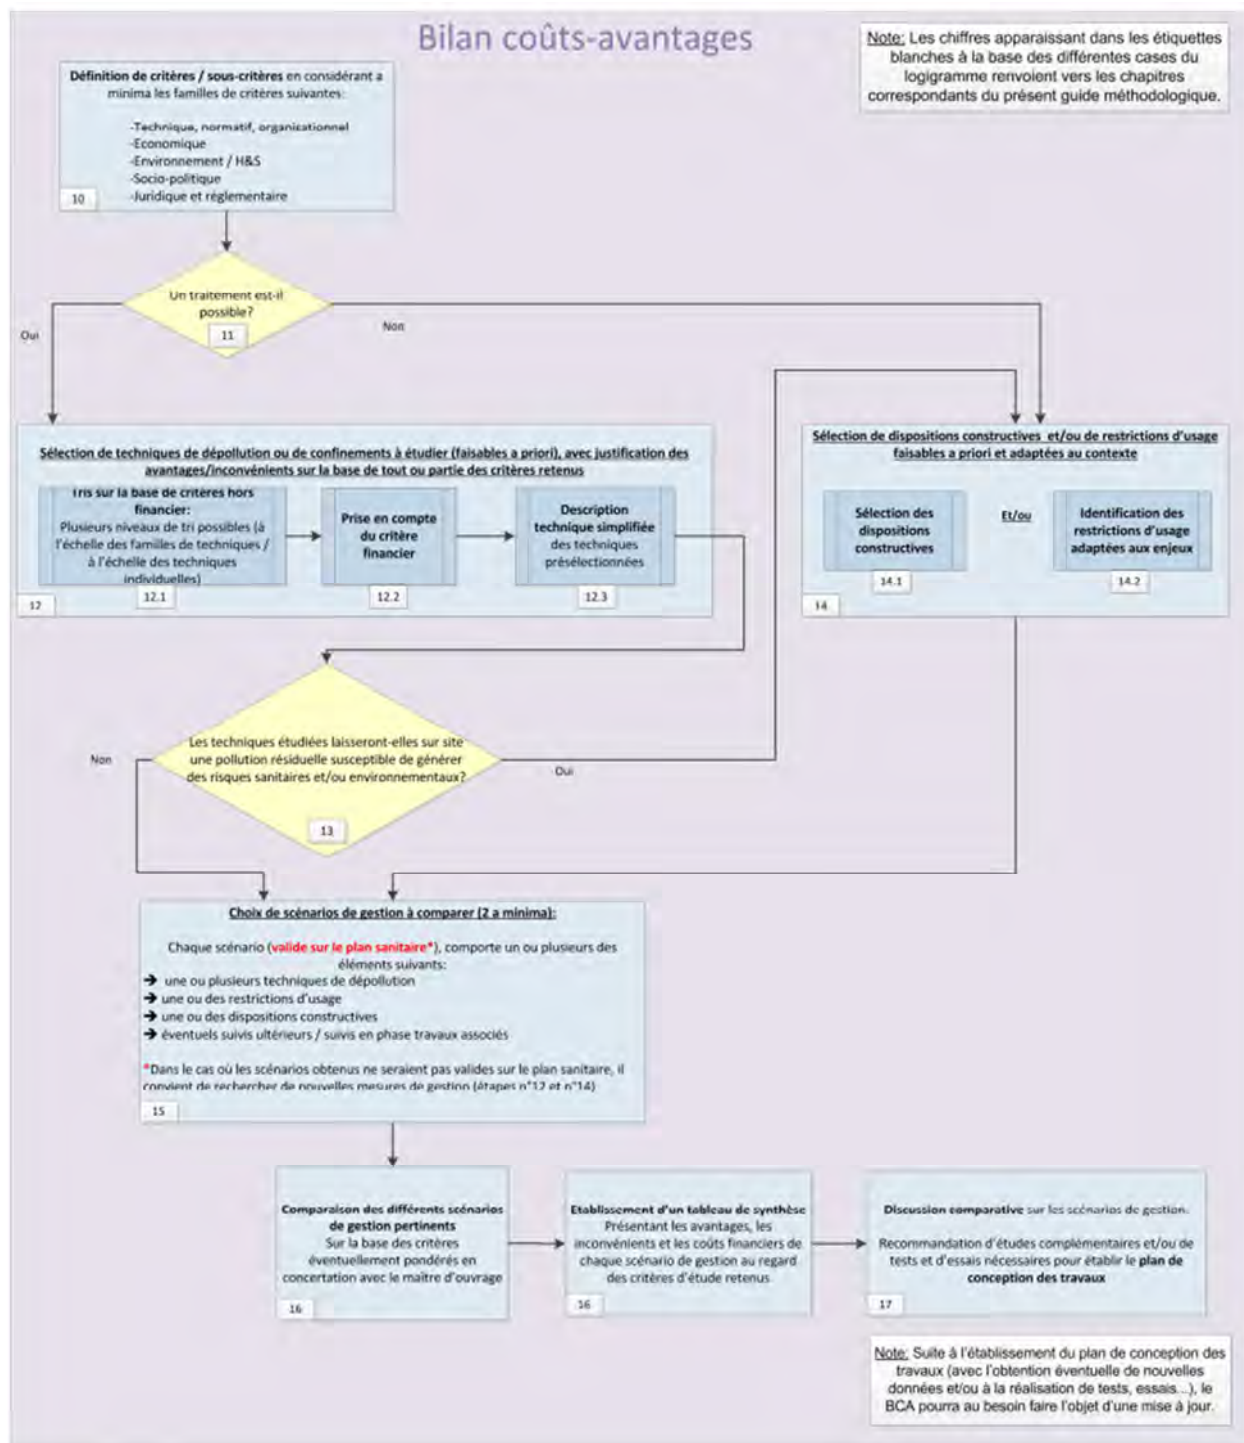 Bilan coûts-avantages
Note: Les chiffres apparaissant dans les étiquettes
blanches à la base des différentes cases du
logigramme renvoient vers les chapitres
correspondants du présent guide méthodologique.
Définition de critères / sous-critères en considérant a
minima les familles de critères suivantes:
-Technique, normatif, organisationnel
-Economique
-Environnement / H&S
-Socio-politique
-Juridique et réglementaire
10
Un traitement est-il
possible?
11
Oui
Non
Sélection de techniques de dépollution ou de confinements à étudier (faisables a priori), avec justification des
avantages/inconvénients sur la base de tout ou partie des critères retenus
Tris sur la base de critères hors
financier:
Plusieurs niveaux de tri possibles (à
l'échelle des familles de techniques /
à l'échelle des techniques
individuelles)
12.1
Prise en compte
du critère
financier
12.2
Description
technique simplifiée
des techniques
présélectionnées
12.3
12
Sélection de dispositions constructives et/ou de restrictions d'usage
faisables a priori et adaptées au contexte
Sélection des
dispositions
constructives
14.1
Et/ou
Identification des
restrictions d'usage
adaptées aux enjeux
14.2
14
Les techniques étudiées laisseront-elles sur site
une pollution résiduelle susceptible de générer
des risques sanitaires et/ou environnementaux?
13
Non
Oui
Choix de scénarios de gestion à comparer (2 a minima):
Chaque scénario (valide sur le plan sanitaire*), comporte un ou plusieurs des
éléments suivants:
➔ une ou plusieurs techniques de dépollution
➔ une ou des restrictions d'usage
➔ une ou des dispositions constructives
➔ éventuels suivis ultérieurs / suivis en phase travaux associés
*Dans le cas où les scénarios obtenus ne seraient pas valides sur le plan sanitaire, il
convient de rechercher de nouvelles mesures de gestion (étapes n°12 et n°14)
15
Comparaison des différents scénarios
de gestion pertinents
Sur la base des critères
éventuellement pondérés en
concertation avec le maître d'ouvrage
16
Etablissement d'un tableau de synthèse
Présentant les avantages, les
inconvénients et les coûts financiers de
chaque scénario de gestion au regard
des critères d'étude retenus
16
Discussion comparative sur les scénarios de gestion.
Recommandation d'études complémentaires et/ou de
tests et d'essais nécessaires pour établir le plan de
conception des travaux
17
Note: Suite à l'établissement du plan de conception des
travaux (avec l'obtention éventuelle de nouvelles
données et/ou à la réalisation de tests, essais...), le
BCA pourra au besoin faire l'objet d'une mise à jour.